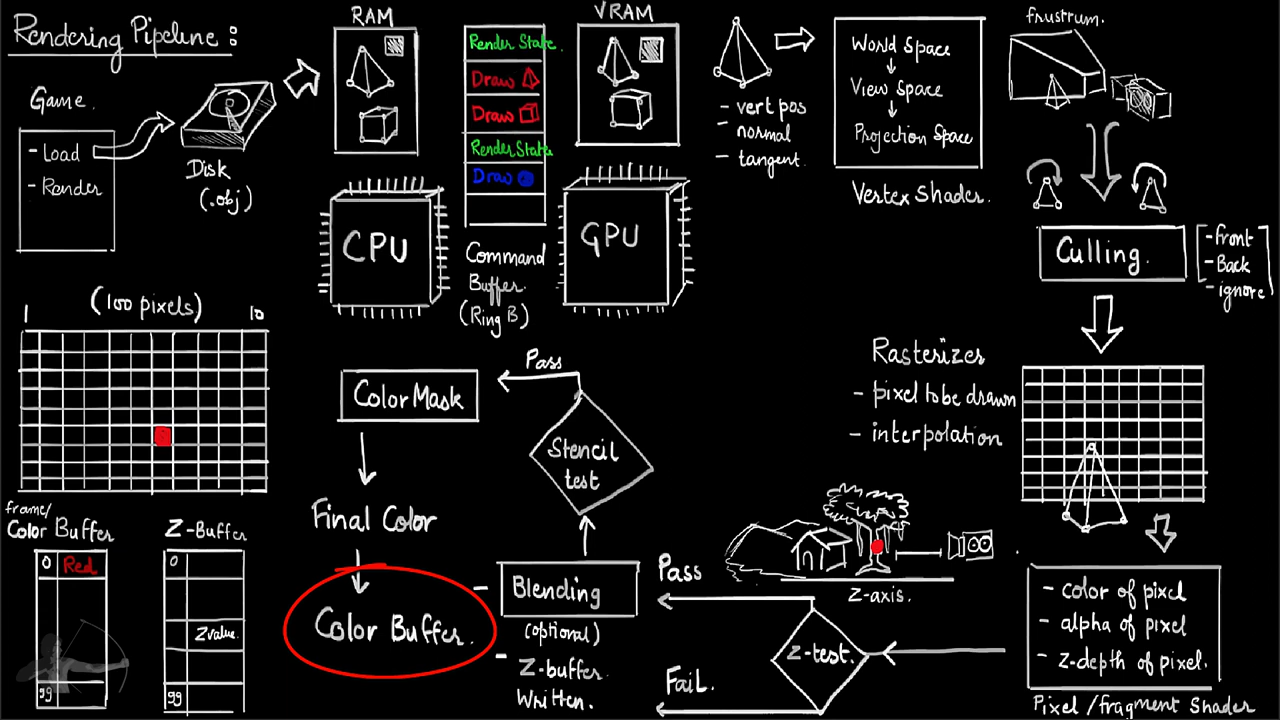 Rendering Pipeline :
Game.
- Load
- Render
Disk
(.obj)
RAM
CPU
Render State.
Draw
Draw
Render State
Draw
Command
Buffer.
(Ring B)
VRAM
GPU
- vert pos
- normal
- tangent.
World Space
View Space
Projection Space
Vertex Shader.
frustrum.
Culling.
- front
- Back
- ignore
Rasterizes
- pixel to be drawn
- interpolation
- color of pixel
- alpha of pixel
- z-depth of pixel.
Pixel / fragment Shader
z-axis.
z-test.
Pass
Fail.
Blending
(optional)
- Z-buffer
Written.
Stencil
test
Pass
Color Mask
Final Color
Color Buffer.
(100 pixels)
1
10
frame/
Color Buffer
0
Red
99
Z-Buffer
0
Zvalue.
99